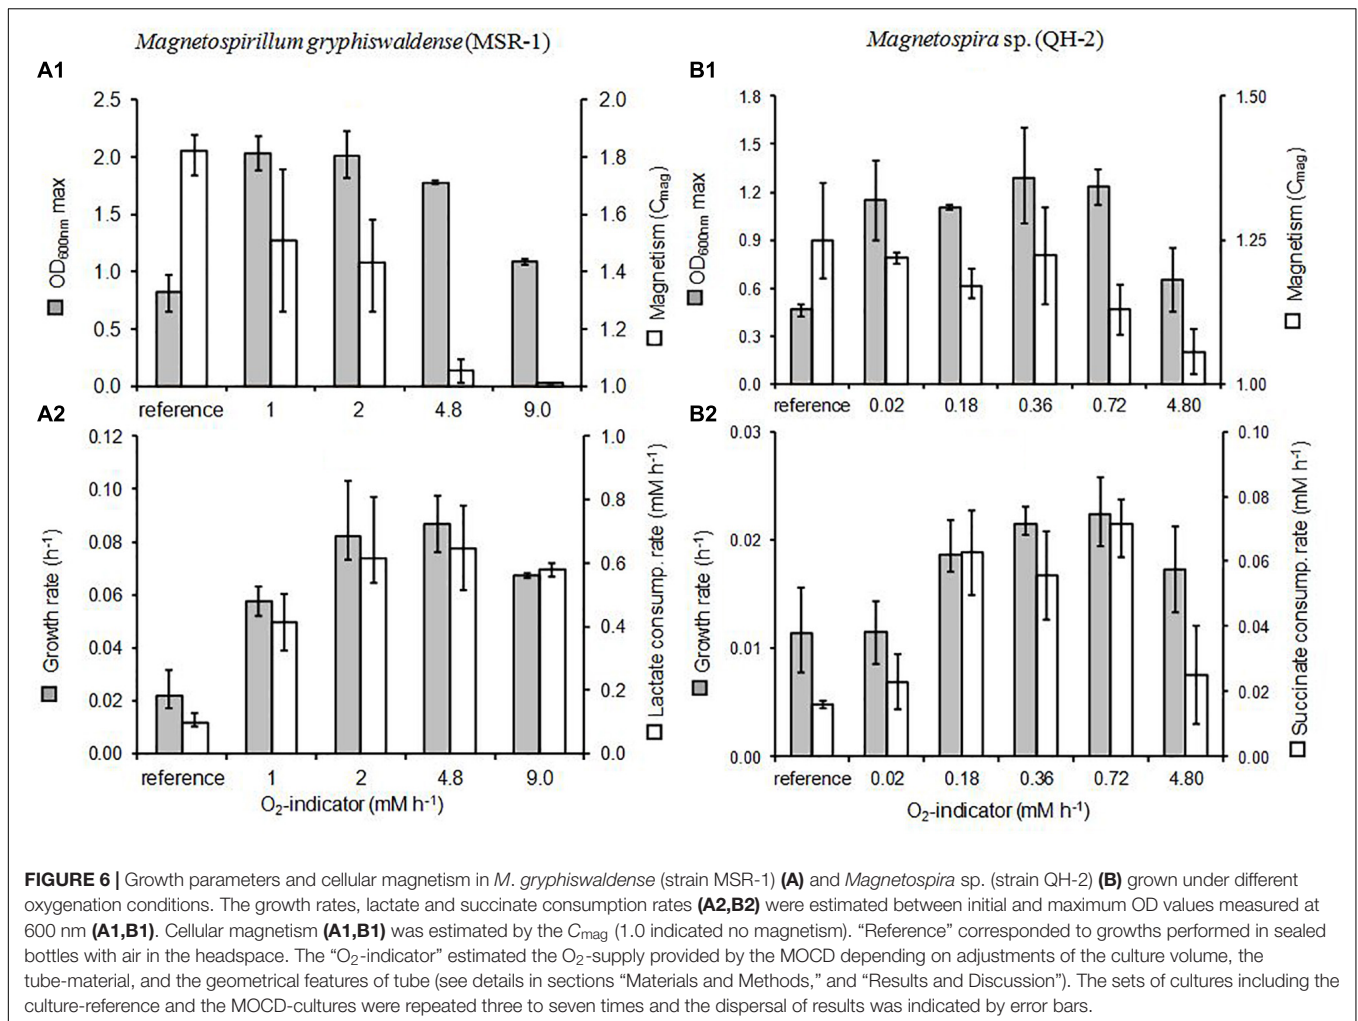 Magnetospirillum gryphiswaldense (MSR-1)
Magnetospira sp. (QH-2)
A1
2.5
2.0
1.5
1.0
0.5
0.0
OD600nm max
2.0
1.8
1.6
1.4
1.2
1.0
Magnetism (Cmag)
reference 1 2 4.8 9.0
B1
1.8
1.5
1.2
0.9
0.6
0.3
0.0
OD600nm max
1.50
1.25
1.00
Magnetism (Cmag)
reference 0.02 0.18 0.36 0.72 4.80
A2
0.12
0.10
0.08
0.06
0.04
0.02
0.00
Growth rate (h-1)
1.0
0.8
0.6
0.4
0.2
0.0
Lactate consump. rate (mM h-1)
reference 1 2 4.8 9.0
O2-indicator (mM h-1)
B2
0.03
0.02
0.01
0.00
Growth rate (h-1)
0.10
0.08
0.06
0.04
0.02
0.00
Succinate consump. rate (mM h-1)
reference 0.02 0.18 0.36 0.72 4.80
O2-indicator (mM h-1)
FIGURE 6 | Growth parameters and cellular magnetism in M. gryphiswaldense (strain MSR-1) (A) and Magnetospira sp. (strain QH-2) (B) grown under different
oxygenation conditions. The growth rates, lactate and succinate consumption rates (A2,B2) were estimated between initial and maximum OD values measured at
600 nm (A1,B1). Cellular magnetism (A1,B1) was estimated by the Cmag (1.0 indicated no magnetism). “Reference” corresponded to growths performed in sealed
bottles with air in the headspace. The “O2-indicator” estimated the O2-supply provided by the MOCD depending on adjustments of the culture volume, the
tube-material, and the geometrical features of tube (see details in sections “Materials and Methods,” and “Results and Discussion”). The sets of cultures including the
culture-reference and the MOCD-cultures were repeated three to seven times and the dispersal of results was indicated by error bars.